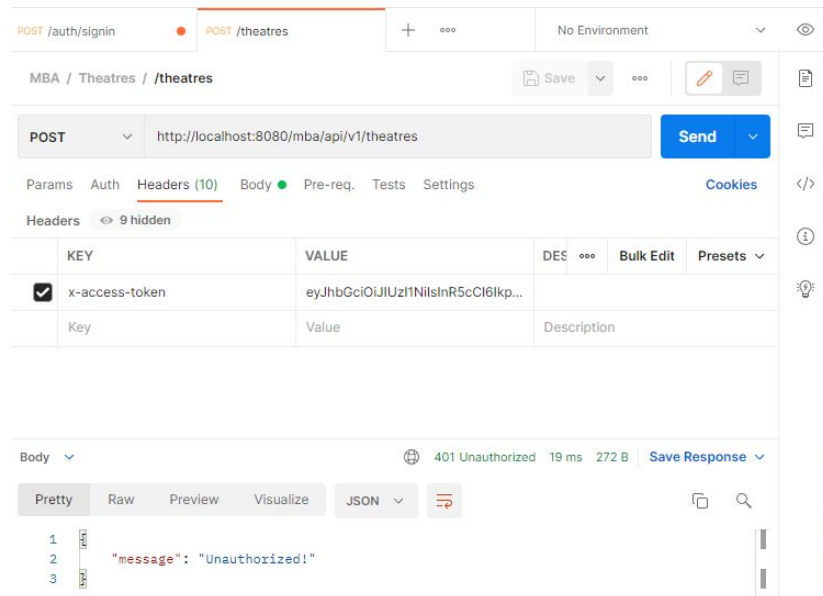 POST /auth/signin POST /theatres No Environment
MBA / Theatres / /theatres Save
POST http://localhost:8080/mba/api/v1/theatres Send
Params Auth Headers (10) Body Pre-req. Tests Settings Cookies
Headers 9 hidden
KEY VALUE DES Bulk Edit Presets
x-access-token eyJhbGciOiJIUzI1NiIsInR5cCI6Ikp...
Key Value Description
Body 401 Unauthorized 19 ms 272 B Save Response
Pretty Raw Preview Visualize JSON
1 {
2 "message": "Unauthorized!"
3 }